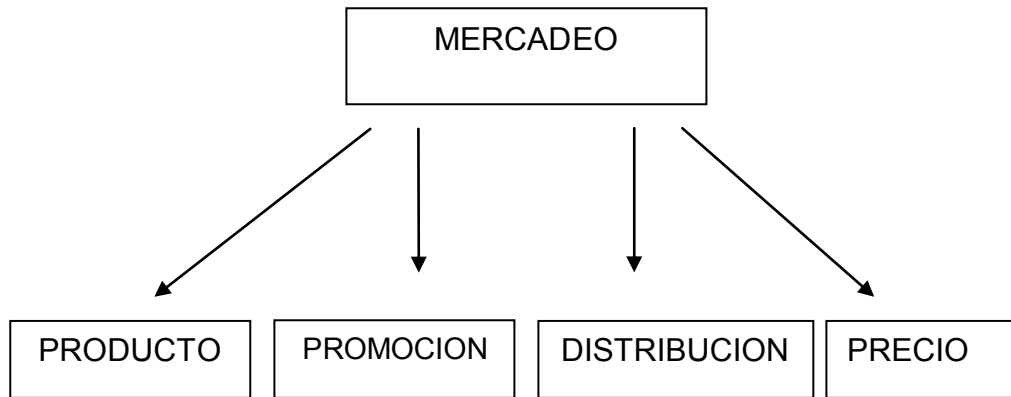 MERCADEO
PRODUCTO
PROMOCION
DISTRIBUCION
PRECIO